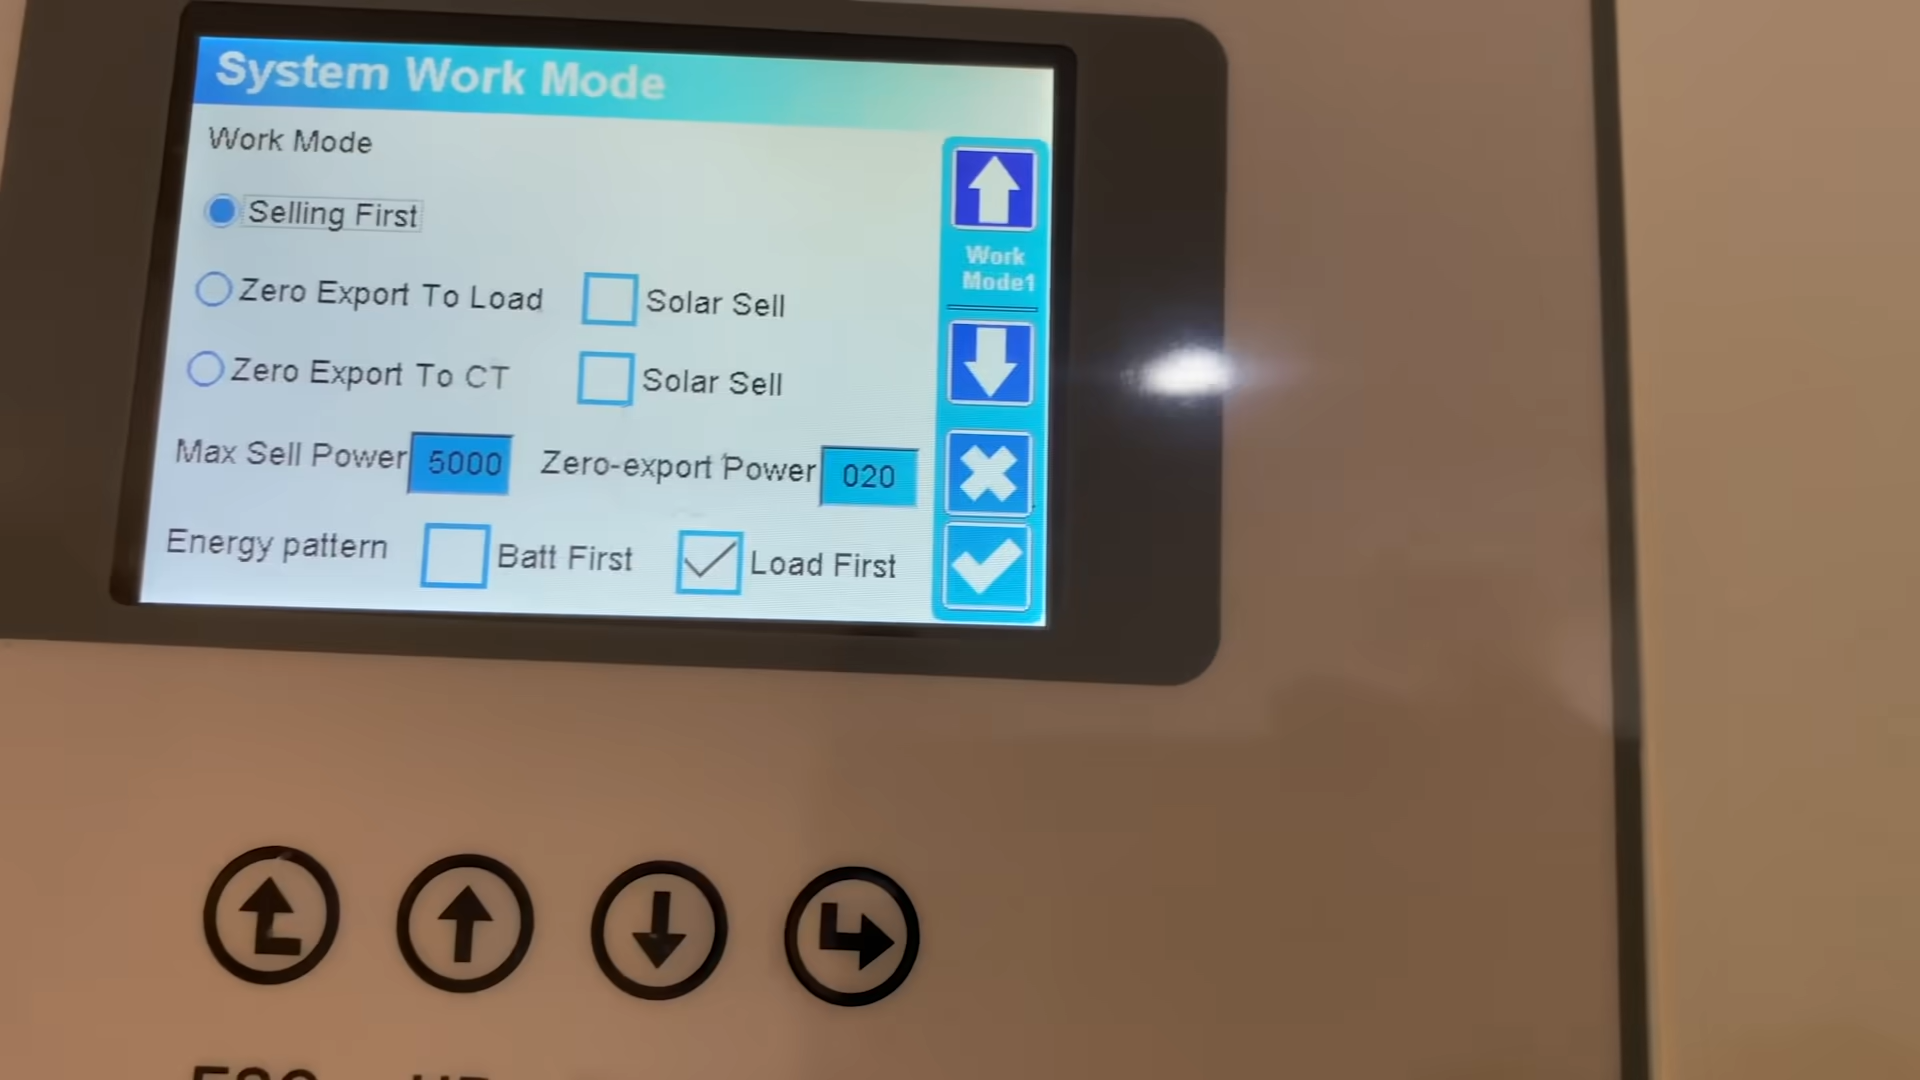 System Work Mode
Work Mode
Selling First
Zero Export To Load Solar Sell
Zero Export To CT Solar Sell
Max Sell Power 5000 Zero-export Power 020
Energy pattern Batt First Load First
Work
Mode1